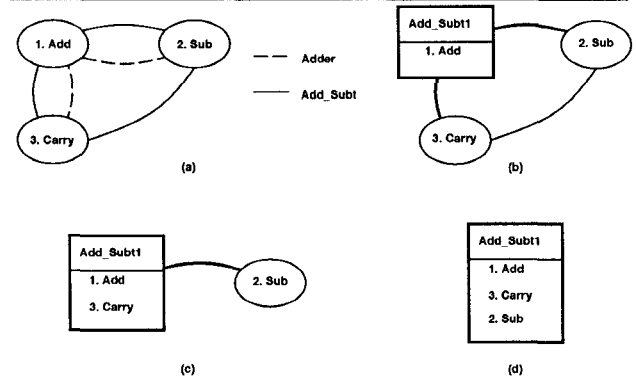 1. Add
2. Sub
3. Carry
Adder
Add_Subt
(a)
Add_Subt1
1. Add
2. Sub
3. Carry
(b)
Add_Subt1
1. Add
3. Carry
2. Sub
(c)
Add_Subt1
1. Add
3. Carry
2. Sub
(d)